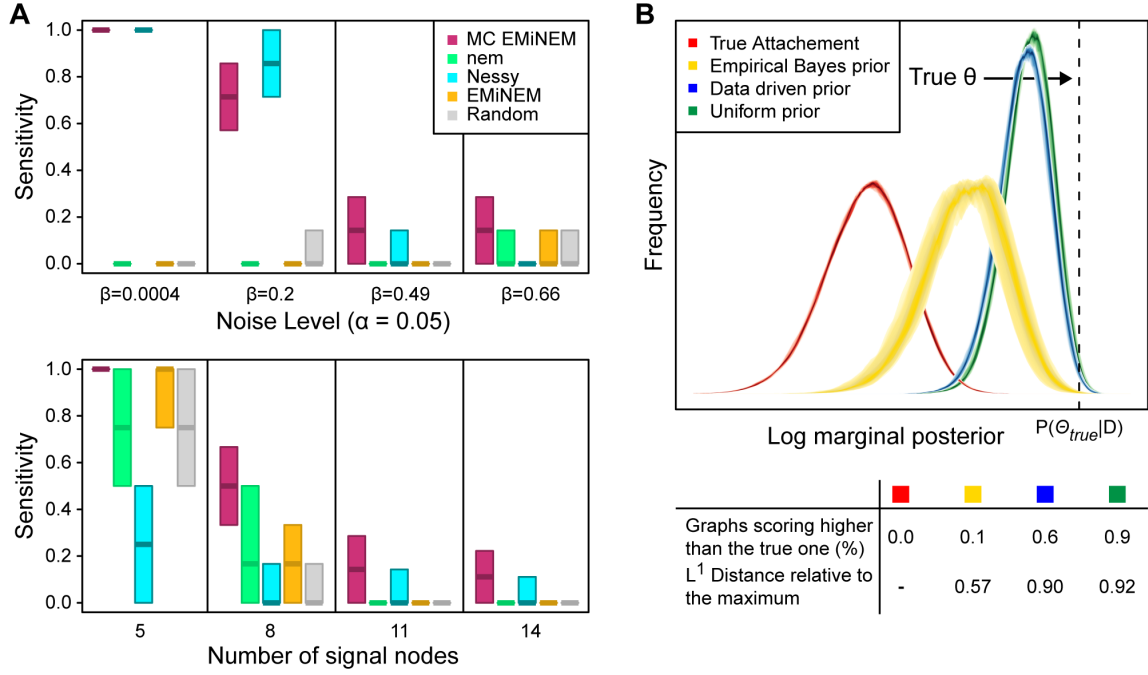 A
Sensitivity
1.0
0.8
0.6
0.4
0.2
0.0
MC EMiNEM
nem
Nessy
EMiNEM
Random
β=0.0004
β=0.2
β=0.49
β=0.66
Noise Level (α = 0.05)
Sensitivity
1.0
0.8
0.6
0.4
0.2
0.0
5
8
11
14
Number of signal nodes
B
True Attachement
Empirical Bayes prior
Data driven prior
Uniform prior
True θ
Frequency
Log marginal posterior
P(Θtrue|D)
Graphs scoring higher
than the true one (%)
0.0
0.1
0.6
0.9
L¹ Distance relative to
the maximum
-
0.57
0.90
0.92